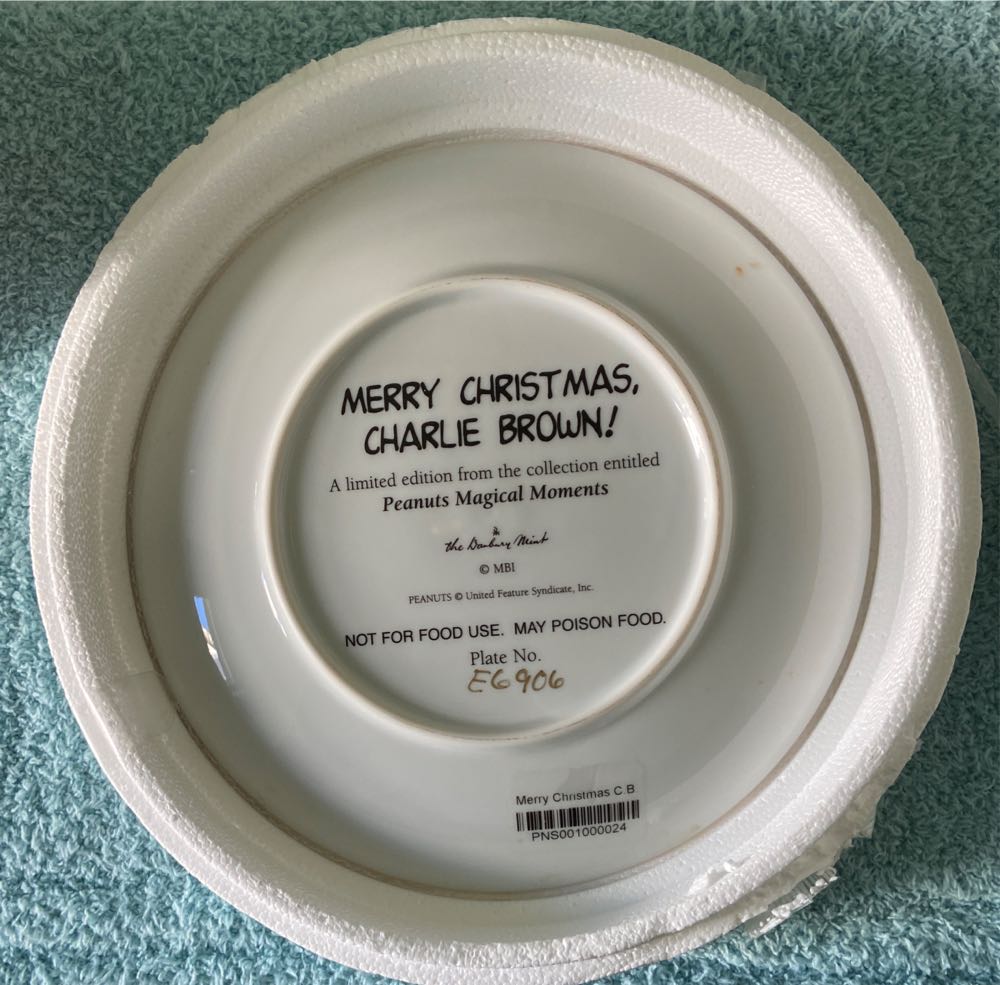 MERRY CHRISTMAS,
CHARLIE BROWN!
A limited edition from the collection entitled
Peanuts Magical Moments
The Danbury Mint
© MBI
PEANUTS © United Feature Syndicate, Inc.
NOT FOR FOOD USE. MAY POISON FOOD.
Plate No.
E6906
Merry Christmas C.B
PNS001000024